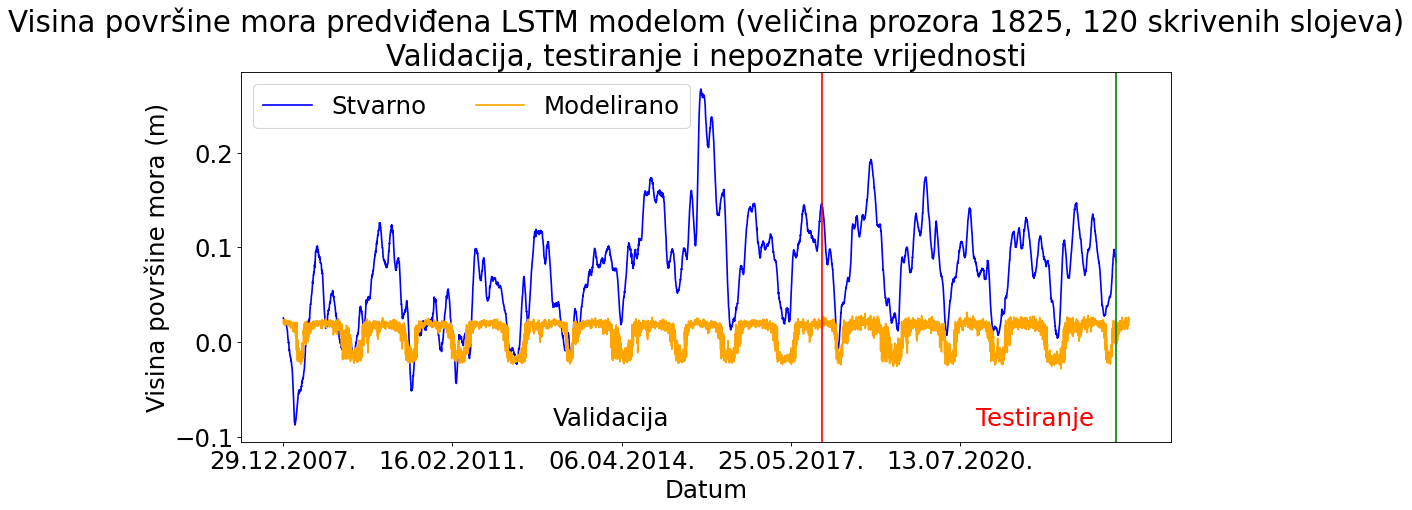 Visina površine mora predviđena LSTM modelom (veličina prozora 1825, 120 skrivenih slojeva)
Validacija, testiranje i nepoznate vrijednosti
Stvarno
Modelirano
Visina površine mora (m)
0.2
0.1
0.0
−0.1
Validacija
Testiranje
29.12.2007.
16.02.2011.
06.04.2014.
25.05.2017.
13.07.2020.
Datum